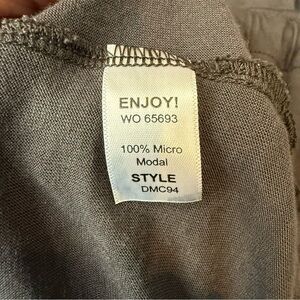 ENJOY!
WO 65693
100% Micro
Modal
STYLE
DMC94